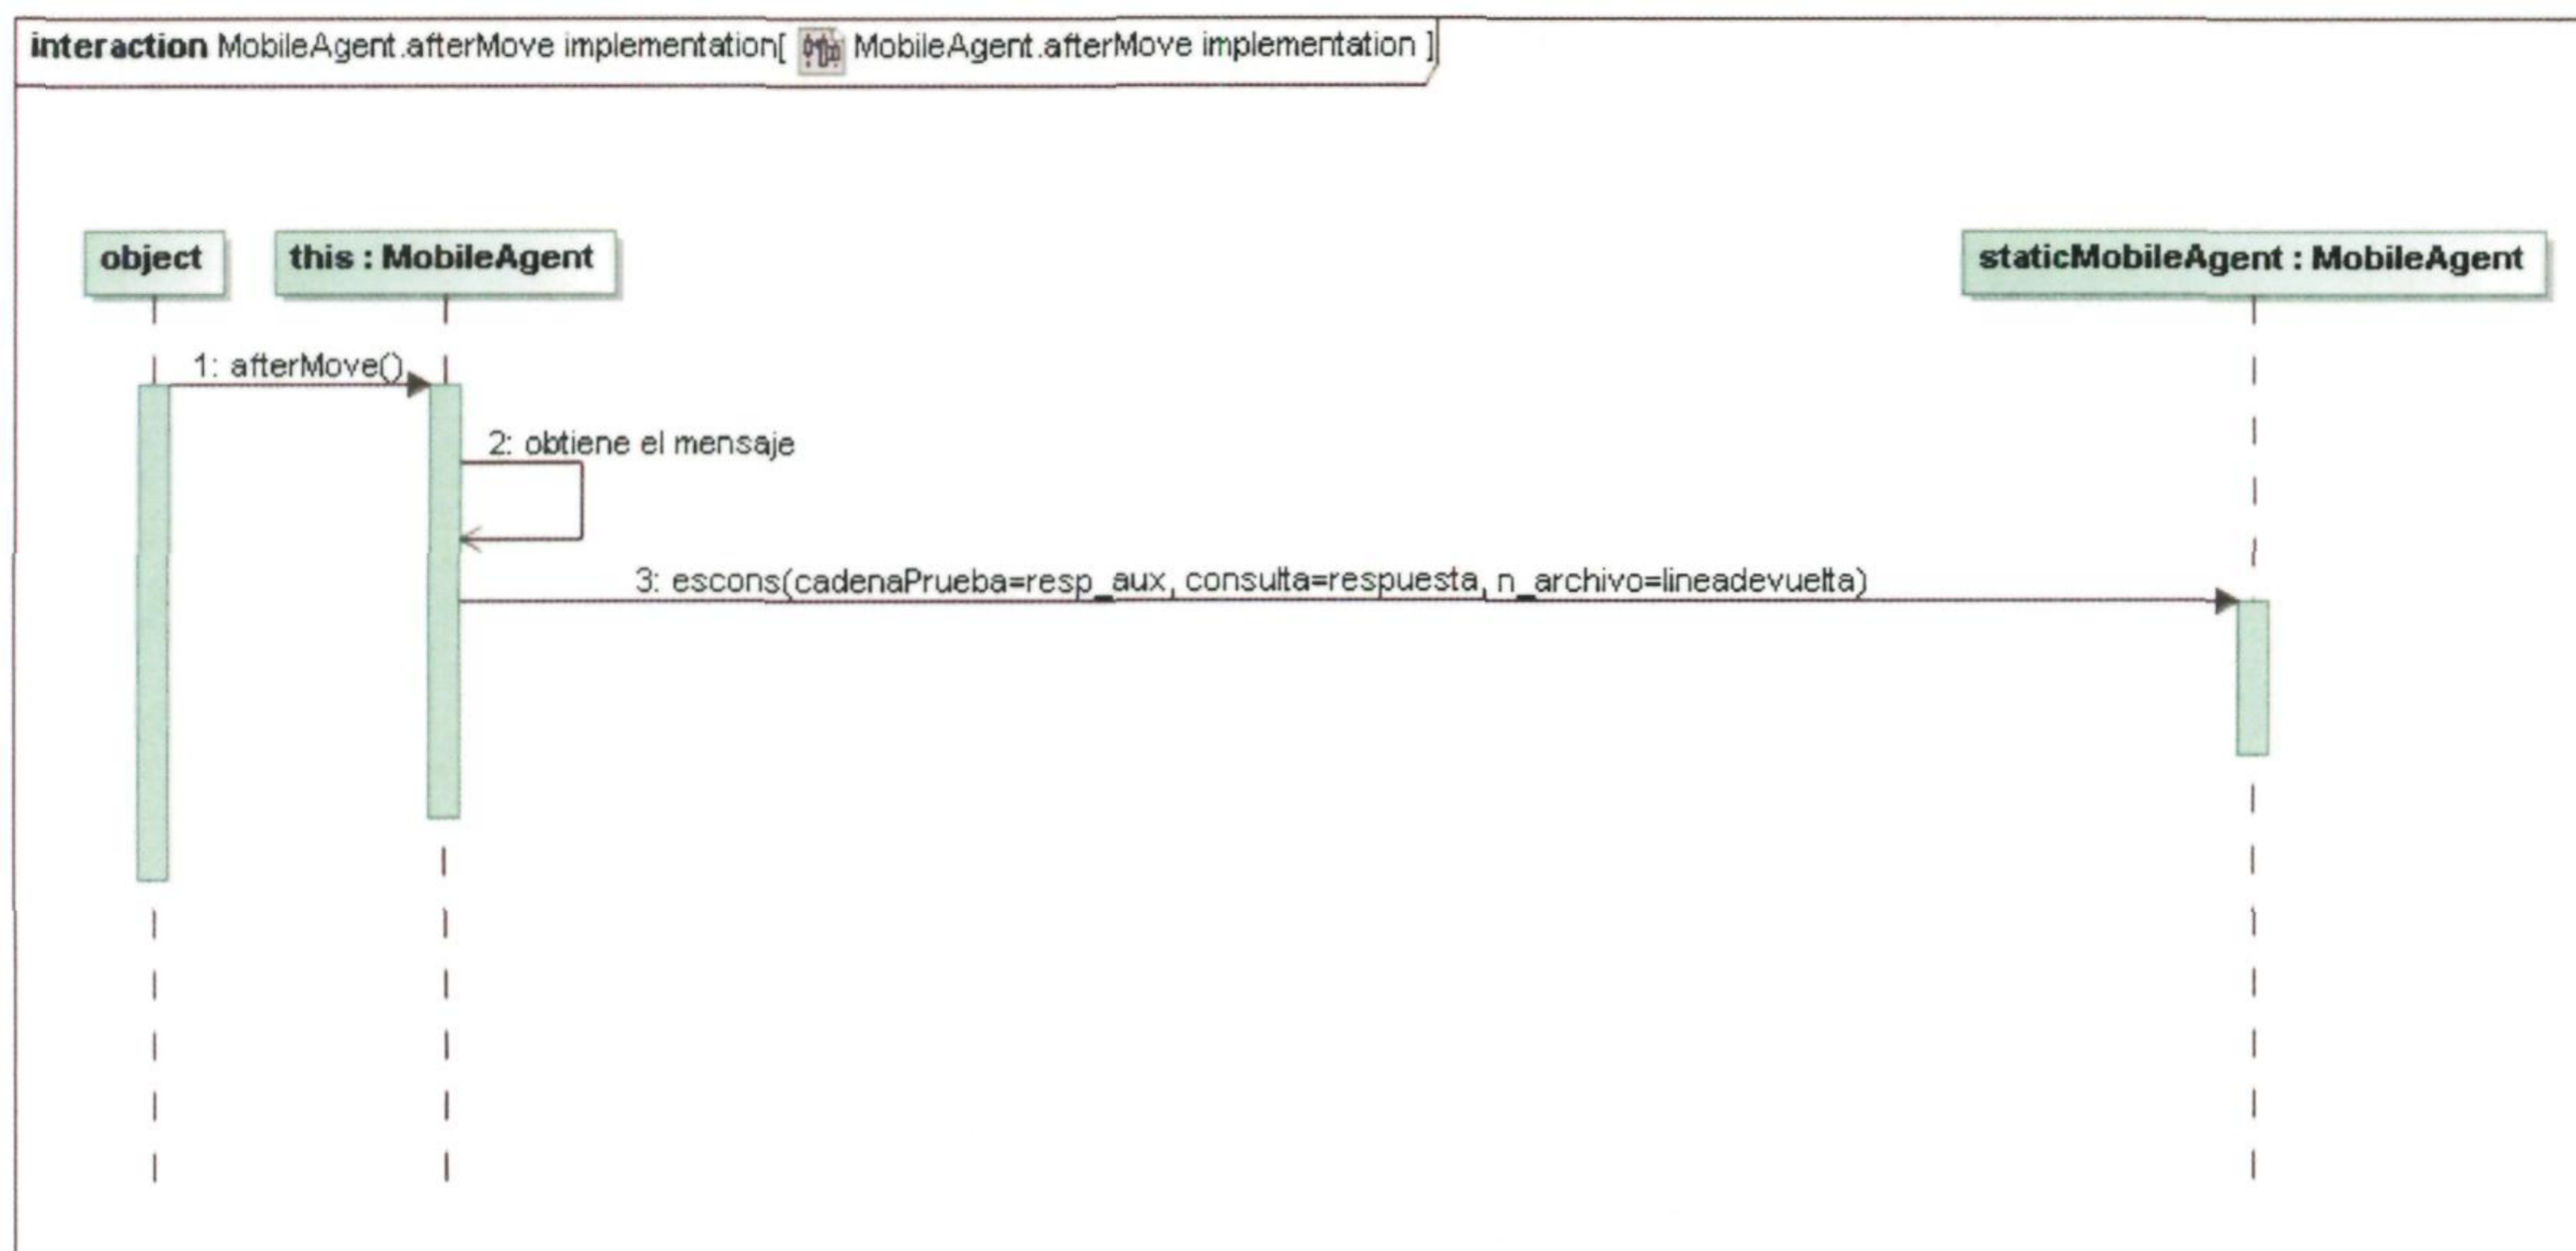 interaction MobileAgent.afterMove implementation[ MobileAgent.afterMove implementation ]
object
this : MobileAgent
staticMobileAgent : MobileAgent
1: afterMove()
2: obtiene el mensaje
3: escons(cadenaPrueba=resp_aux, consulta=respuesta, n_archivo=lineadevuelta)